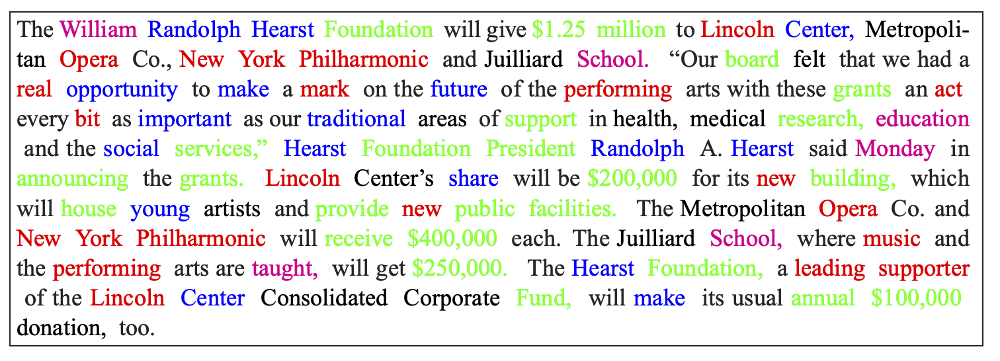 The William Randolph Hearst Foundation will give $1.25 million to Lincoln Center, Metropoli-
tan Opera Co., New York Philharmonic and Juilliard School. “Our board felt that we had a
real opportunity to make a mark on the future of the performing arts with these grants an act
every bit as important as our traditional areas of support in health, medical research, education
and the social services,” Hearst Foundation President Randolph A. Hearst said Monday in
announcing the grants. Lincoln Center’s share will be $200,000 for its new building, which
will house young artists and provide new public facilities. The Metropolitan Opera Co. and
New York Philharmonic will receive $400,000 each. The Juilliard School, where music and
the performing arts are taught, will get $250,000. The Hearst Foundation, a leading supporter
of the Lincoln Center Consolidated Corporate Fund, will make its usual annual $100,000
donation, too.